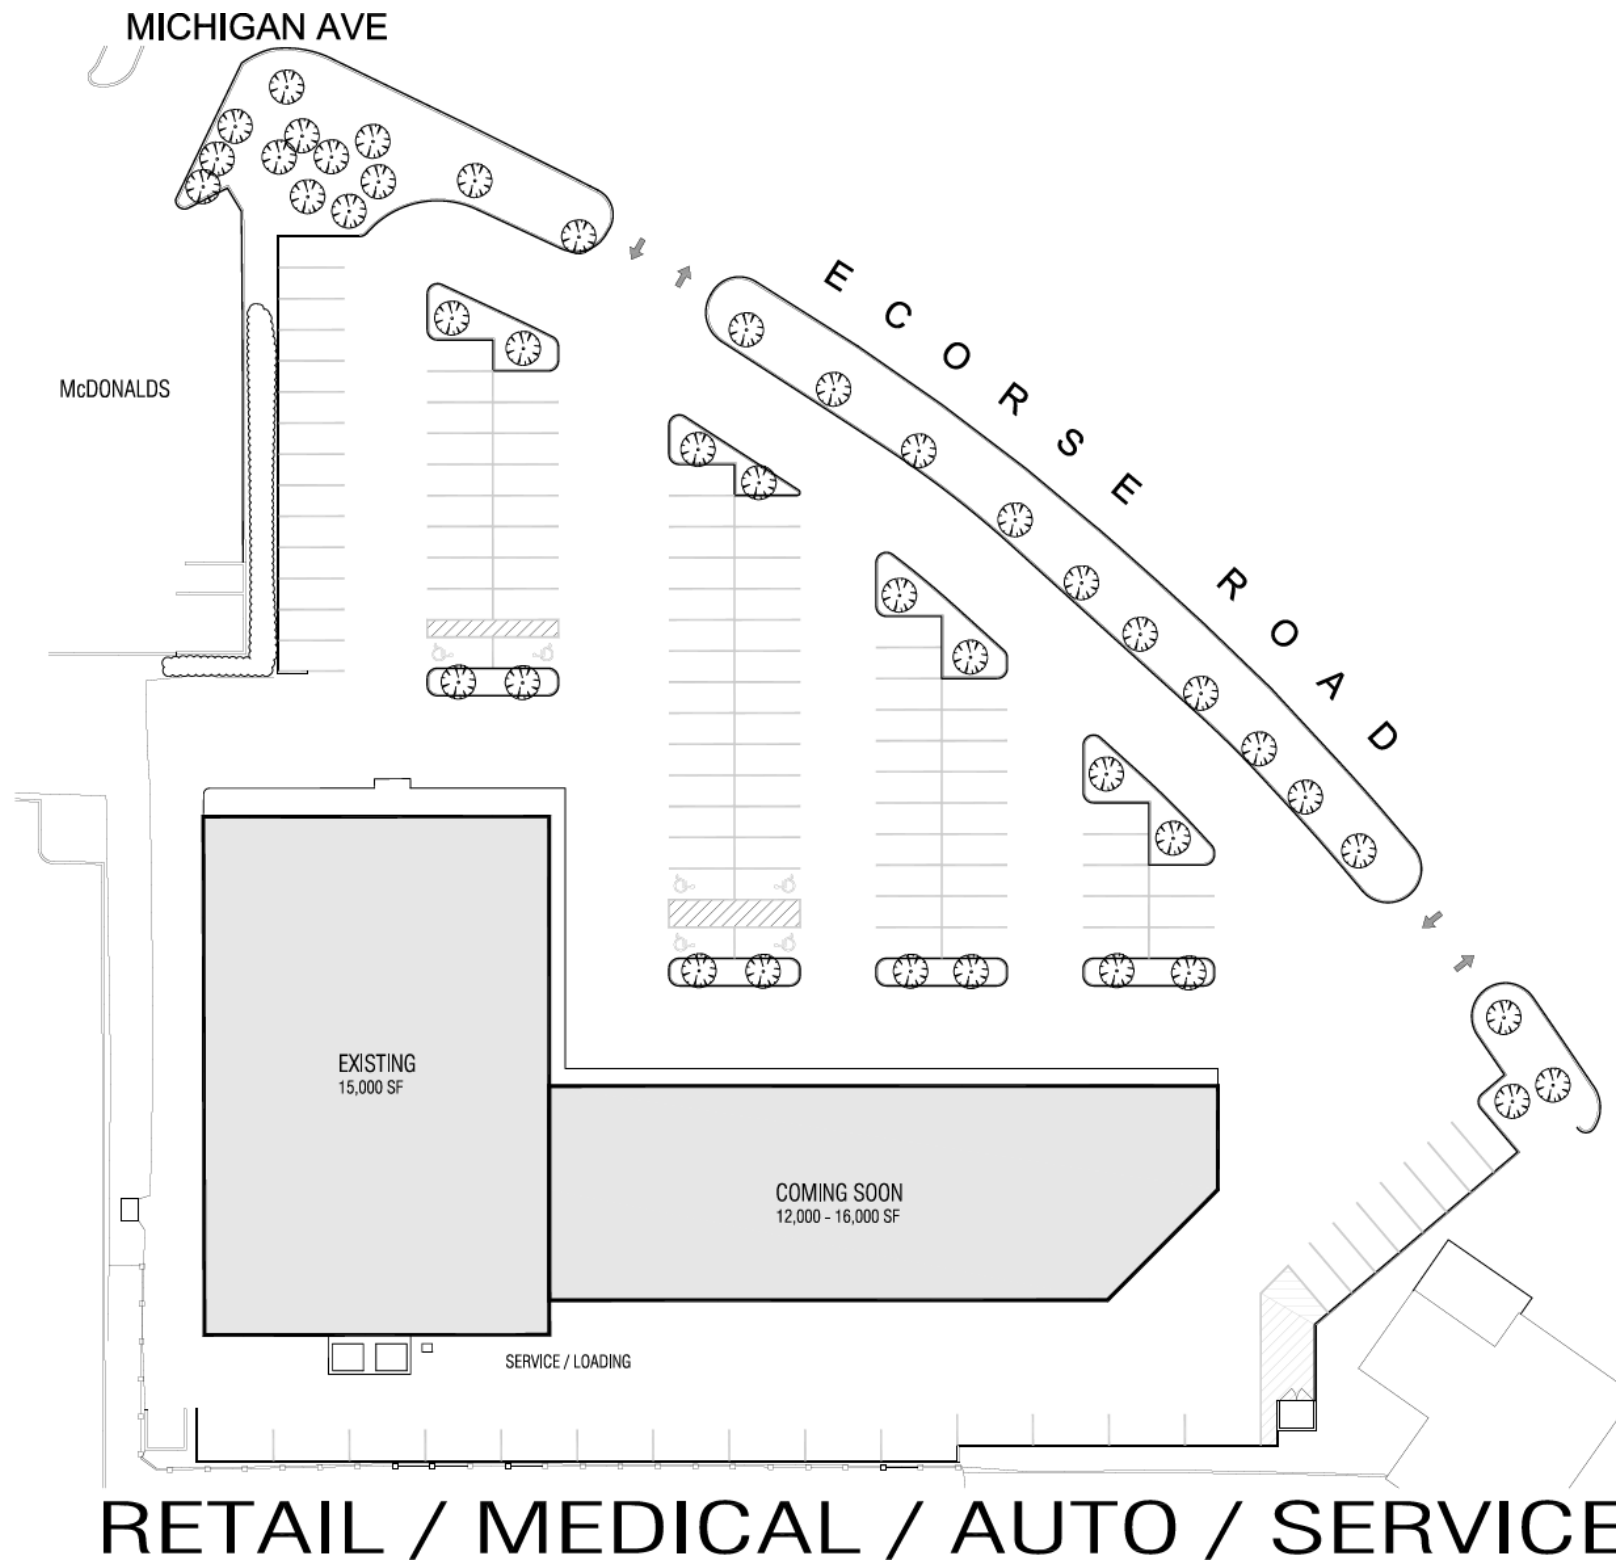 MICHIGAN AVE
ECORSE ROAD
McDONALDS
EXISTING
15,000 SF
COMING SOON
12,000 - 16,000 SF
SERVICE / LOADING
RETAIL / MEDICAL / AUTO / SERVICE